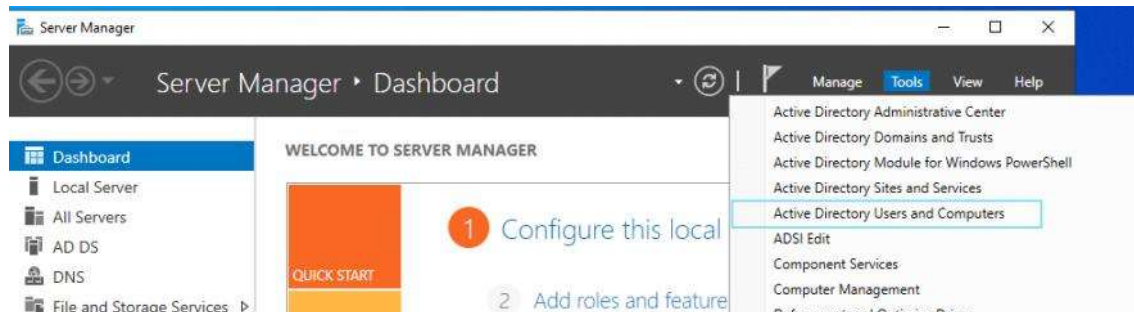 Server Manager
Server Manager • Dashboard
Manage Tools View Help
Dashboard
Local Server
All Servers
AD DS
DNS
File and Storage Services
WELCOME TO SERVER MANAGER
QUICK START
1 Configure this local
2 Add roles and feature
Active Directory Administrative Center
Active Directory Domains and Trusts
Active Directory Module for Windows PowerShell
Active Directory Sites and Services
Active Directory Users and Computers
ADSI Edit
Component Services
Computer Management